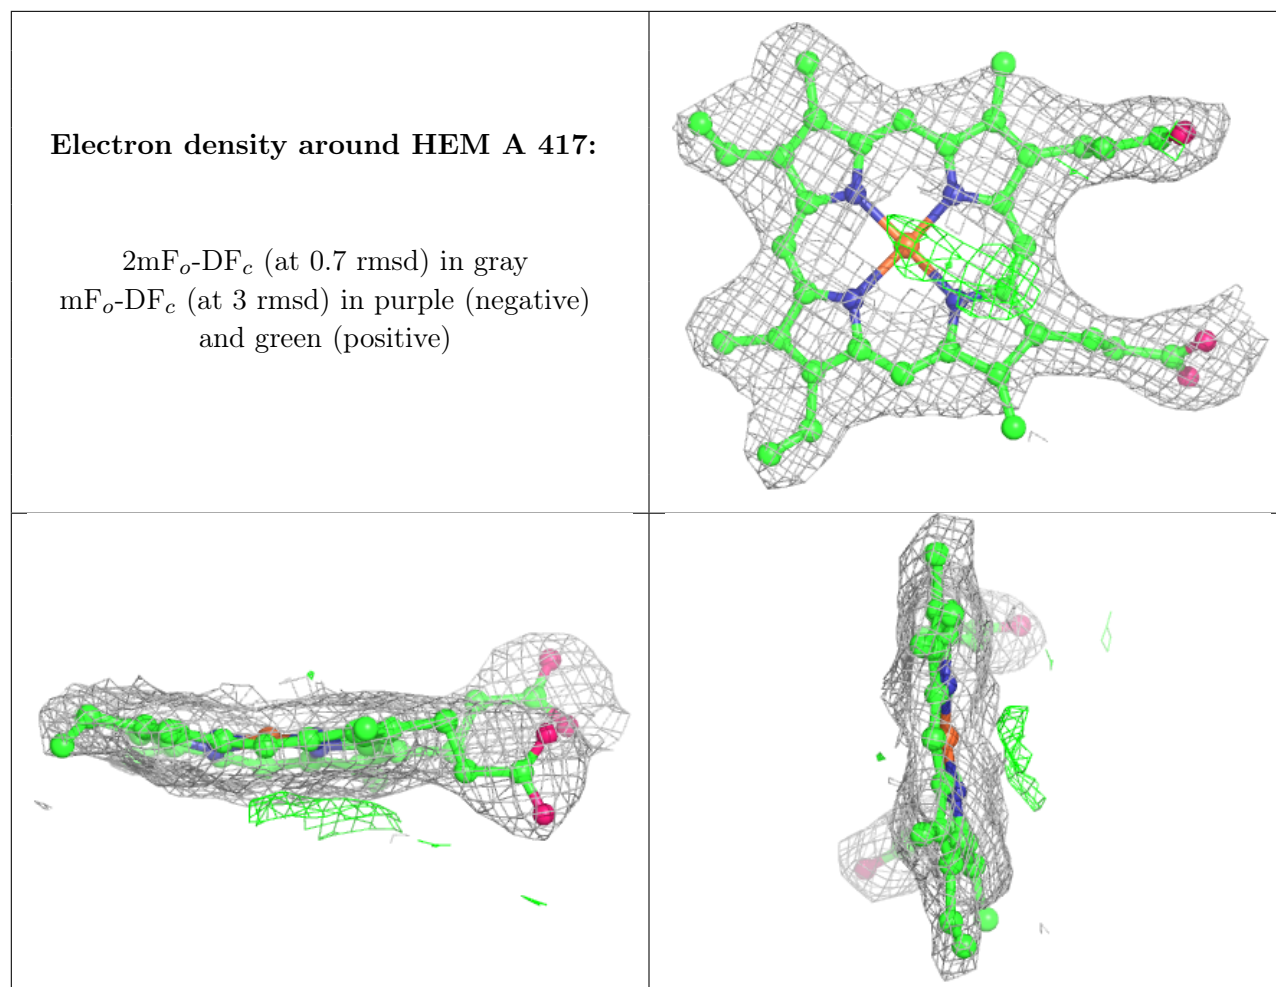 Electron density around HEM A 417:
2mFo-DFc (at 0.7 rmsd) in gray
mFo-DFc (at 3 rmsd) in purple (negative)
and green (positive)